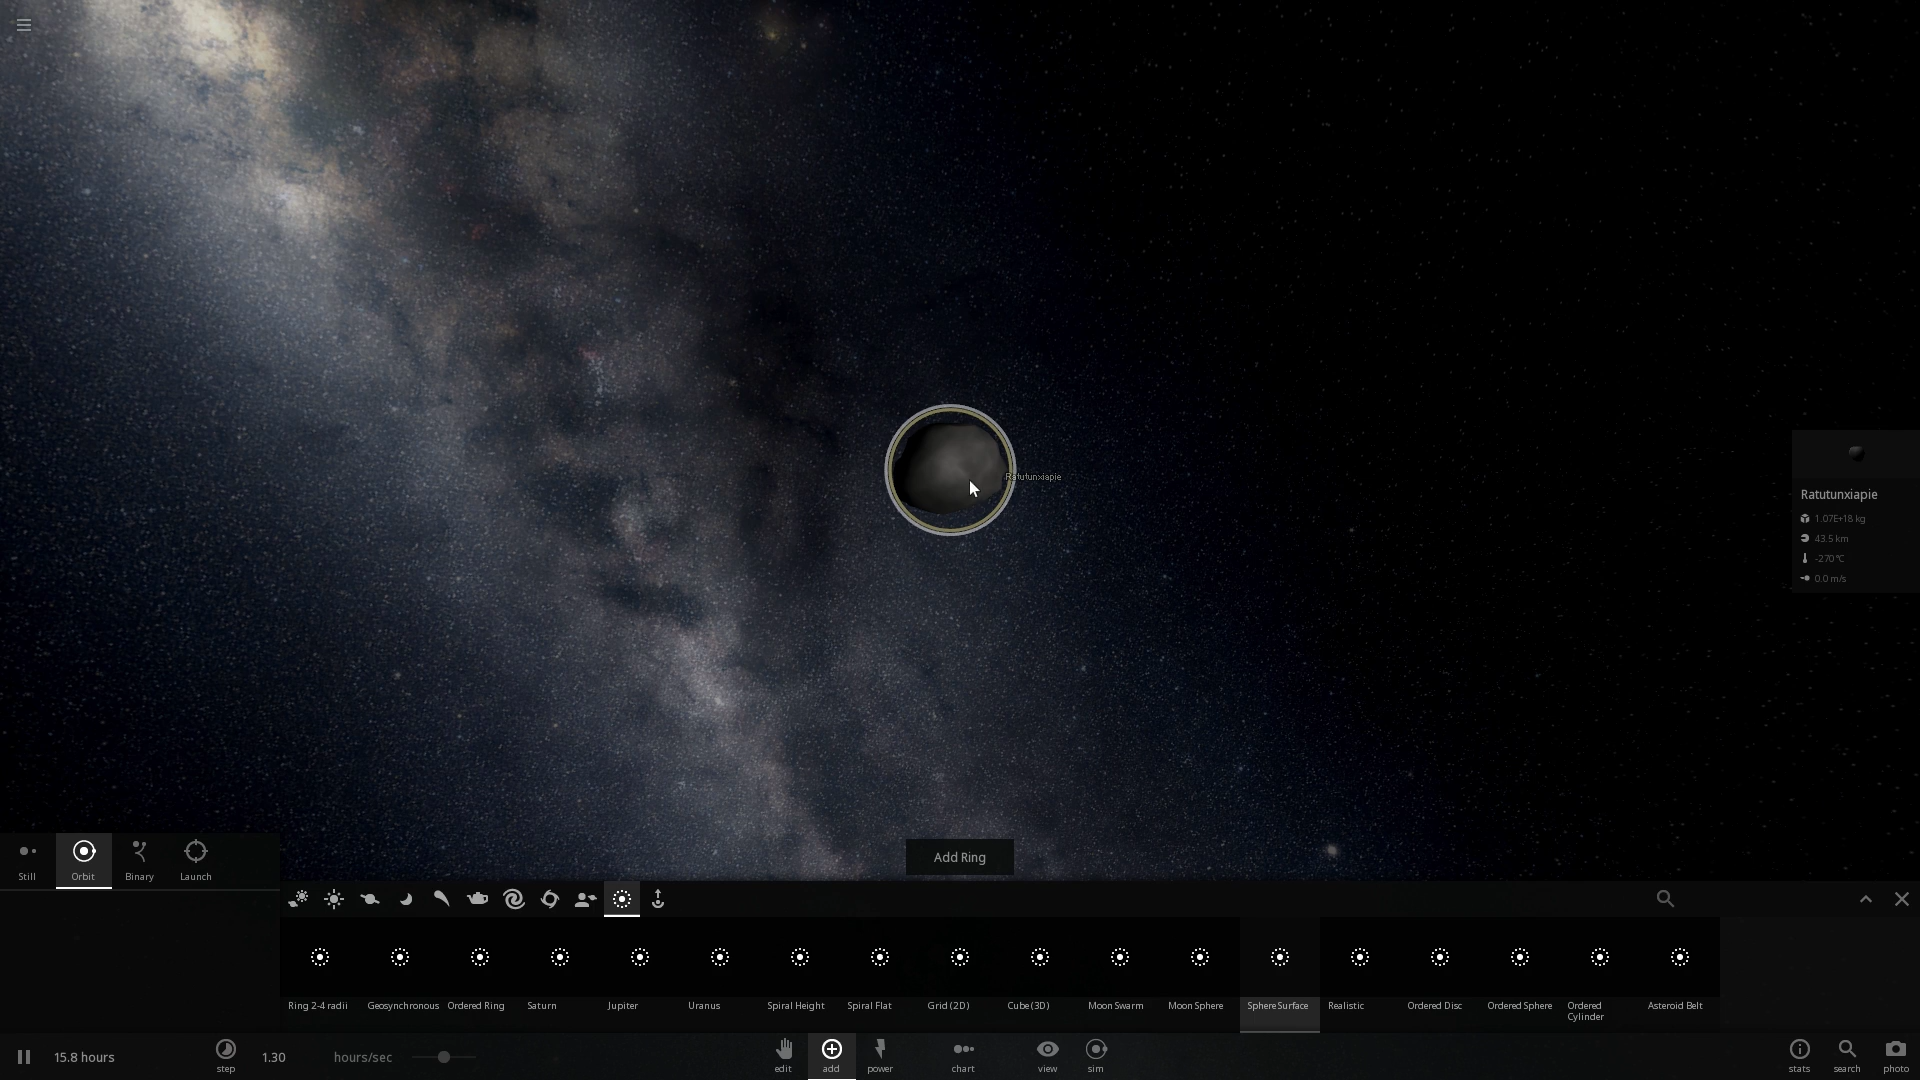 Ratutunxiapie
Ratutunxiapie
1.07E+18 kg
43.5 km
-270 °C
0.0 m/s
Add Ring
Still
Orbit
Binary
Launch
Ring 2-4 radii
Geosynchronous
Ordered Ring
Saturn
Jupiter
Uranus
Spiral Height
Spiral Flat
Grid (2D)
Cube (3D)
Moon Swarm
Moon Sphere
Sphere Surface
Realistic
Ordered Disc
Ordered Sphere
Ordered
Cylinder
Asteroid Belt
15.8 hours
step
1.30
hours/sec
edit
add
power
chart
view
sim
stats
search
photo